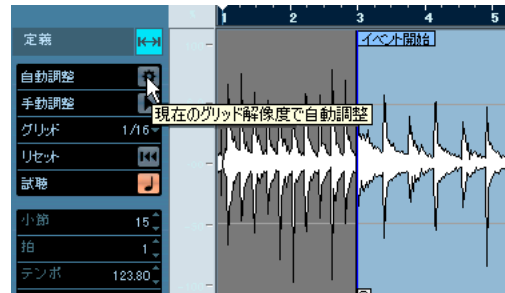 1 2 3 4 5
定義
イベント開始
自動調整
手動調整
現在のグリッド解像度で自動調整
グリッド 1/16
リセット
試聴
小節 15
拍 1
テンポ 123.80